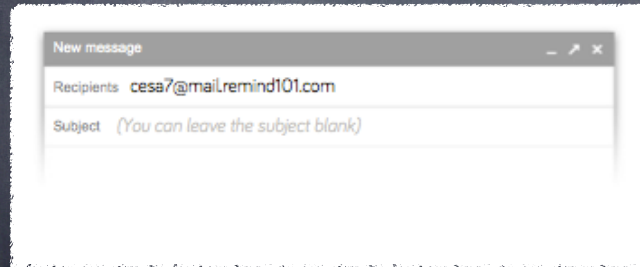 New message
Recipients cesa7@mail.remind101.com
Subject (You can leave the subject blank)